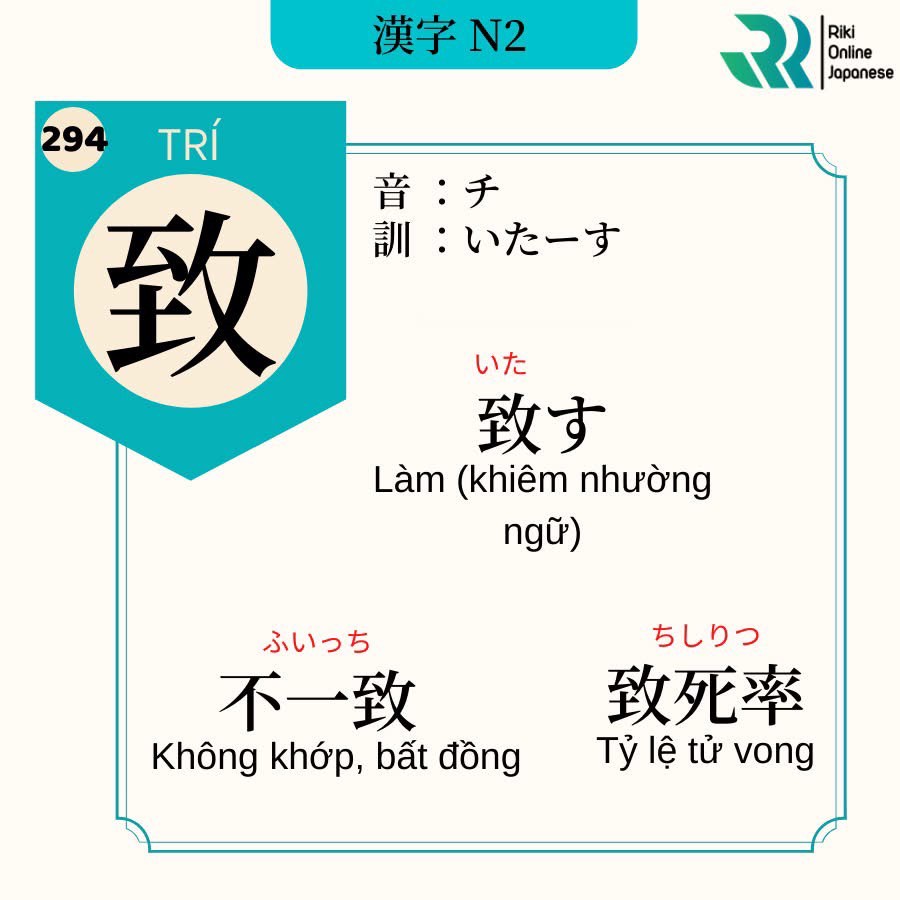 漢字 N2
Riki
Online
Japanese
294
TRÍ
致
音 ：チ
訓 ：いたーす
いた
致す
Làm (khiêm nhường
ngữ)
ふいっち
不一致
Không khớp, bất đồng
ちしりつ
致死率
Tỷ lệ tử vong